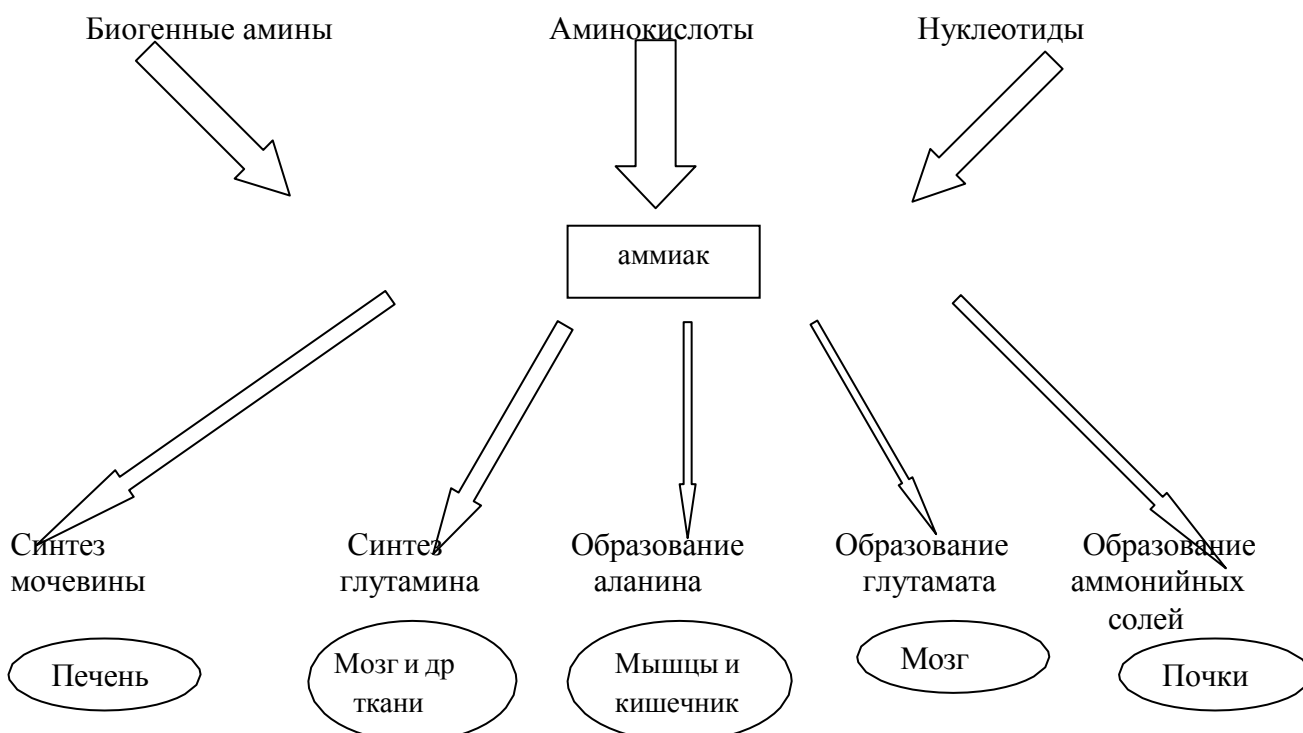 Биогенные амины Аминокислоты Нуклеотиды
аммиак
Синтез мочевины
Синтез глутамина
Образование аланина
Образование глутамата
Образование аммонийных солей
Печень
Мозг и др ткани
Мышцы и кишечник
Мозг
Почки